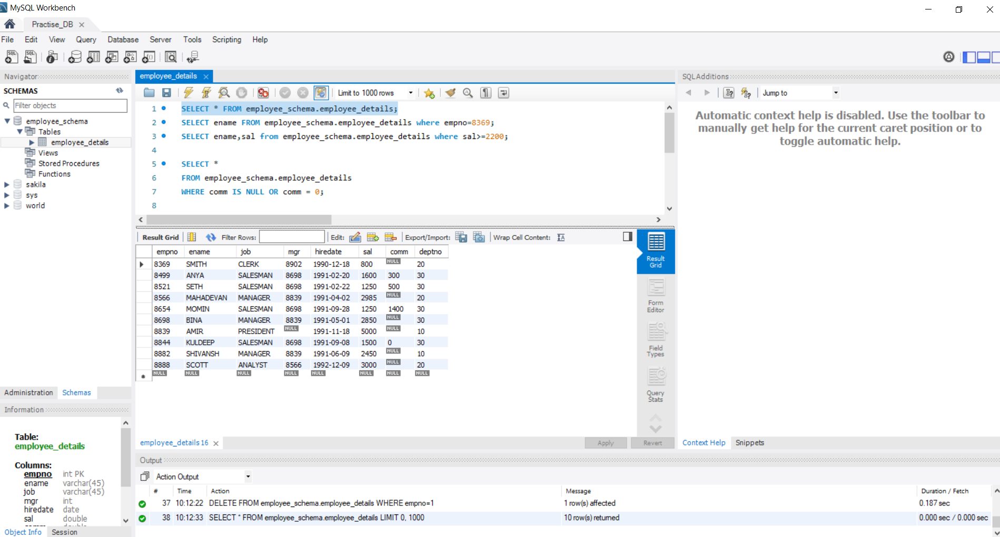 MySQL Workbench
Practise_DB
File Edit View Query Database Server Tools Scripting Help
Navigator
SCHEMAS
Filter objects
employee_schema
Tables
employee_details
Views
Stored Procedures
Functions
sakila
sys
world
Administration Schemas
Information
Table:
employee_details
Columns:
empno int PK
ename varchar(45)
job varchar(45)
mgr int
hiredate date
sal double
Object Info Session
employee_details
Limit to 1000 rows
1 SELECT * FROM employee_schema.employee_details;
2 SELECT ename FROM employee_schema.employee_details where empno=8369;
3 SELECT ename,sal from employee_schema.employee_details where sal>=2200;
4
5 SELECT *
6 FROM employee_schema.employee_details
7 WHERE comm IS NULL OR comm = 0;
8
Result Grid Filter Rows: Edit: Export/Import: Wrap Cell Content:
empno ename job mgr hiredate sal comm deptno
8369 SMITH CLERK 8902 1990-12-18 800 NULL 20
8499 ANYA SALESMAN 8698 1991-02-20 1600 300 30
8521 SETH SALESMAN 8698 1991-02-22 1250 500 30
8566 MAHADEVAN MANAGER 8839 1991-04-02 2985 NULL 20
8654 MOMIN SALESMAN 8698 1991-09-28 1250 1400 30
8698 BINA MANAGER 8839 1991-05-01 2850 NULL 30
8839 AMIR PRESIDENT NULL 1991-11-18 5000 NULL 10
8844 KULDEEP SALESMAN 8698 1991-09-08 1500 0 30
8882 SHIVANSH MANAGER 8839 1991-06-09 2450 NULL 10
8888 SCOTT ANALYST 8566 1992-12-09 3000 NULL 20
NULL NULL NULL NULL NULL NULL NULL NULL
Result
Grid
Form
Editor
Field
Types
Query
Stats
employee_details 16
Apply Revert
SQLAdditions
Jump to
Automatic context help is disabled. Use the toolbar to
manually get help for the current caret position or to
toggle automatic help.
Context Help Snippets
Output
Action Output
# Time Action Message Duration / Fetch
37 10:12:22 DELETE FROM employee_schema.employee_details WHERE empno=1 1 row(s) affected 0.187 sec
38 10:12:33 SELECT * FROM employee_schema.employee_details LIMIT 0, 1000 10 row(s) returned 0.000 sec / 0.000 sec